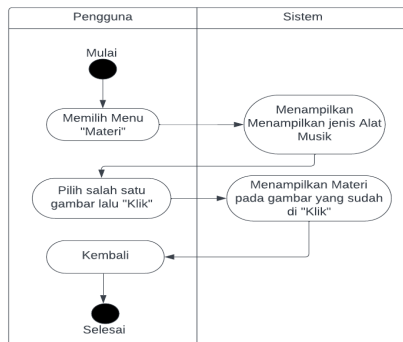 Pengguna
Sistem
Mulai
Memilih Menu
"Materi"
Menampilkan
Menampilkan jenis Alat
Musik
Pilih salah satu
gambar lalu "Klik"
Menampilkan Materi
pada gambar yang sudah
di "Klik"
Kembali
Selesai